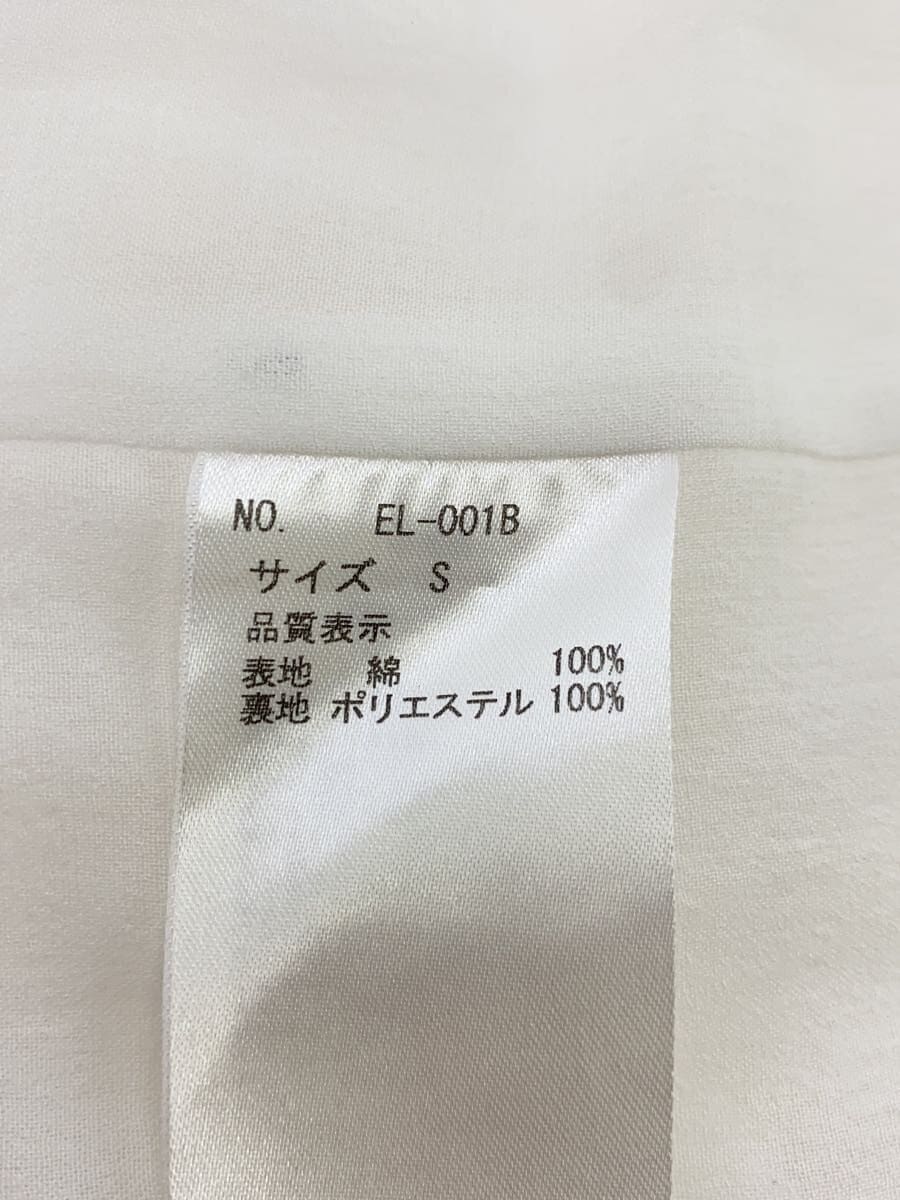 NO. EL-001B
サイズ S
品質表示
表地 綿 100%
裏地 ポリエステル 100%